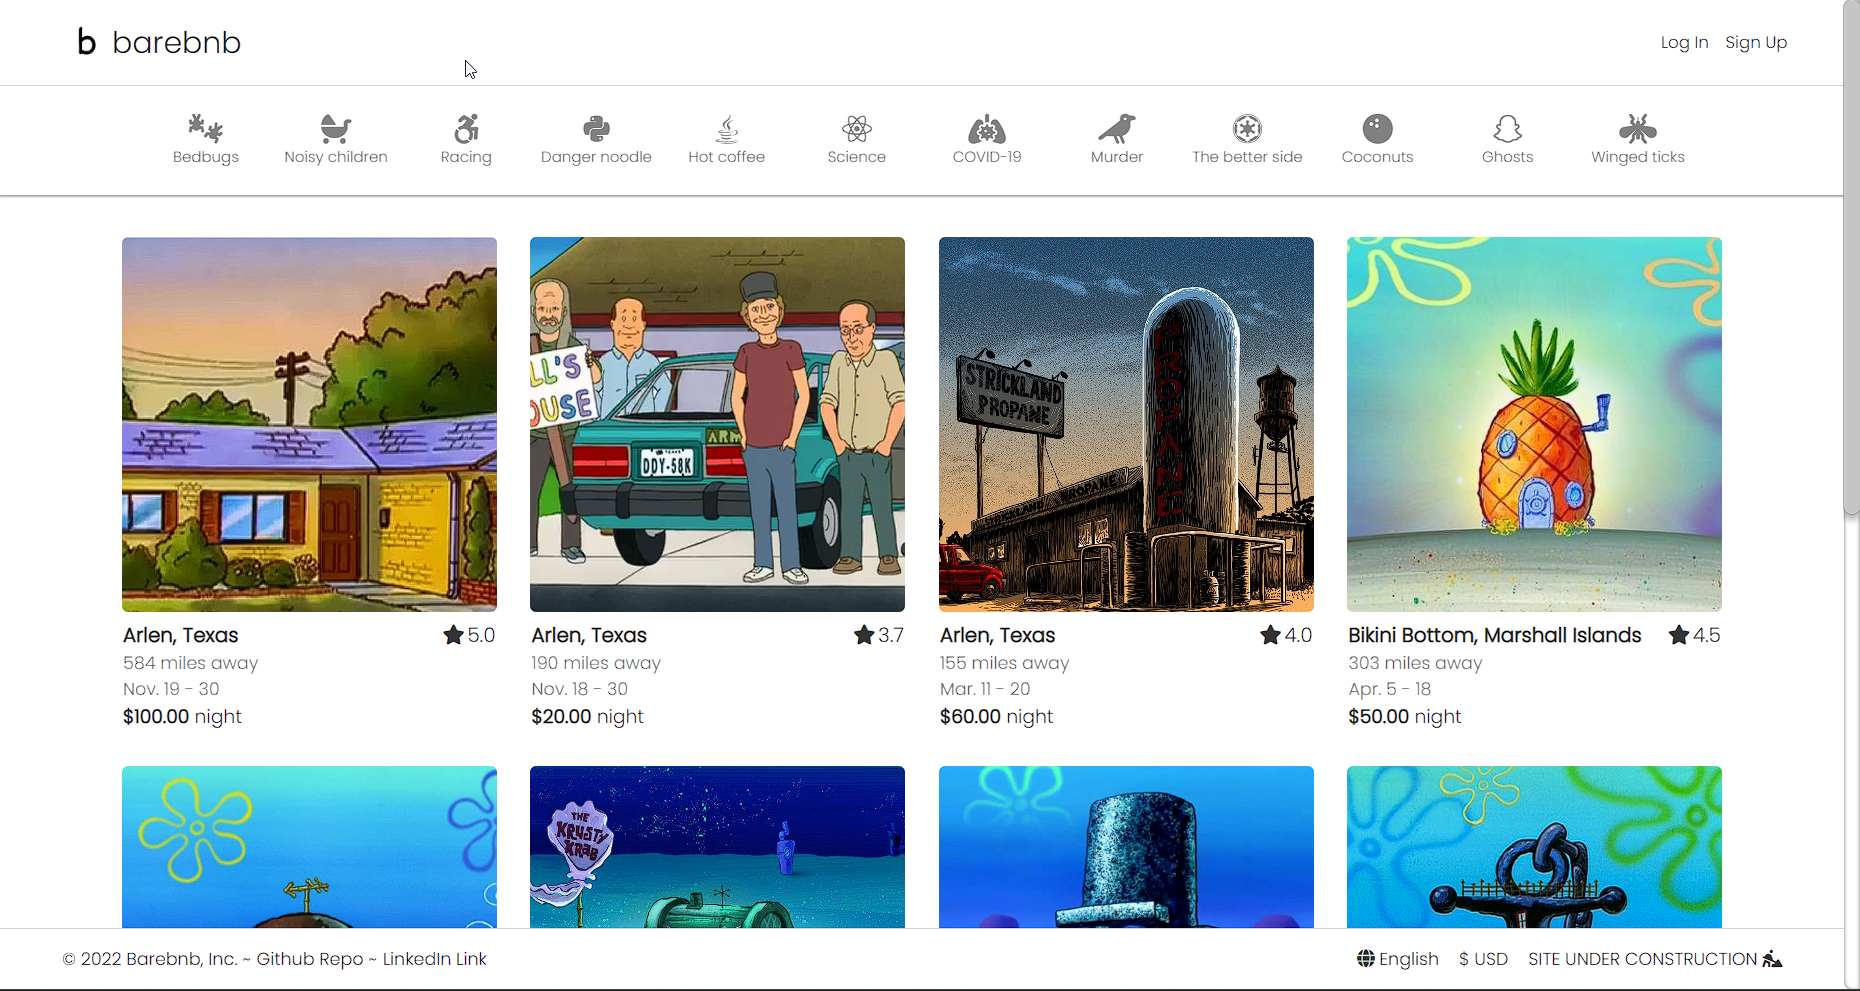 b barebnb
Log In Sign Up
Bedbugs Noisy children Racing Danger noodle Hot coffee Science COVID-19 Murder The better side Coconuts Ghosts Winged ticks
LL'S
OUSE
ARM
DDY-58K
STRICKLAND
PROPANE
PROPANE
STRICKLAND PROPANE
Arlen, Texas 5.0
584 miles away
Nov. 19 - 30
$100.00 night
Arlen, Texas 3.7
190 miles away
Nov. 18 - 30
$20.00 night
Arlen, Texas 4.0
155 miles away
Mar. 11 - 20
$60.00 night
Bikini Bottom, Marshall Islands 4.5
303 miles away
Apr. 5 - 18
$50.00 night
THE
KRUSTY
KRAB
© 2022 Barebnb, Inc. ~ Github Repo ~ LinkedIn Link
English $ USD SITE UNDER CONSTRUCTION